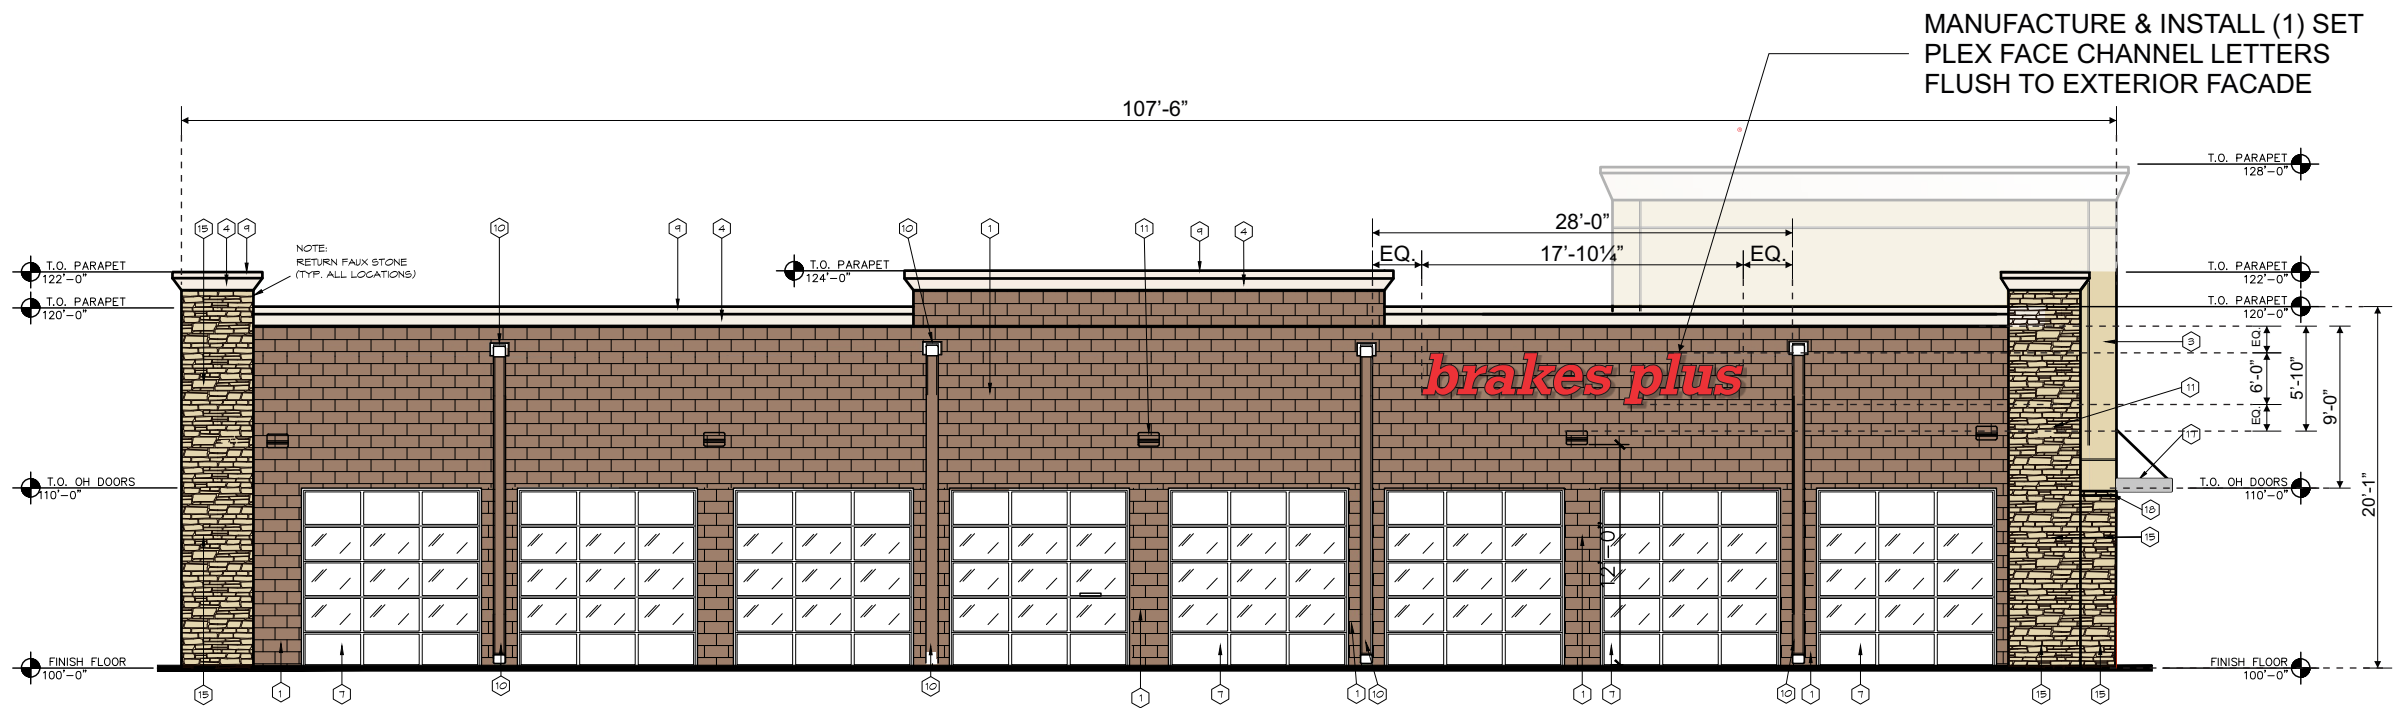 MANUFACTURE & INSTALL (1) SET
PLEX FACE CHANNEL LETTERS
FLUSH TO EXTERIOR FACADE
107'-6"
T.O. PARAPET
128'-0"
28'-0"
15 4 9
10
9
4
10
1
11
9
4
NOTE:
RETURN FAUX STONE
(TYP. ALL LOCATIONS)
EQ.
17'-10¼"
EQ.
T.O. PARAPET
122'-0"
T.O. PARAPET
124'-0"
T.O. PARAPET
122'-0"
T.O. PARAPET
120'-0"
T.O. PARAPET
120'-0"
brakes plus
EQ.
6'-0"
EQ.
5'-10"
9'-0"
20'-1"
3
11
17
T.O. OH DOORS
110'-0"
T.O. OH DOORS
110'-0"
18
15
12'-0"
FINISH FLOOR
100'-0"
FINISH FLOOR
100'-0"
15
1
7
10
10
1
7
1
10
1
7
10
1
7
15
15